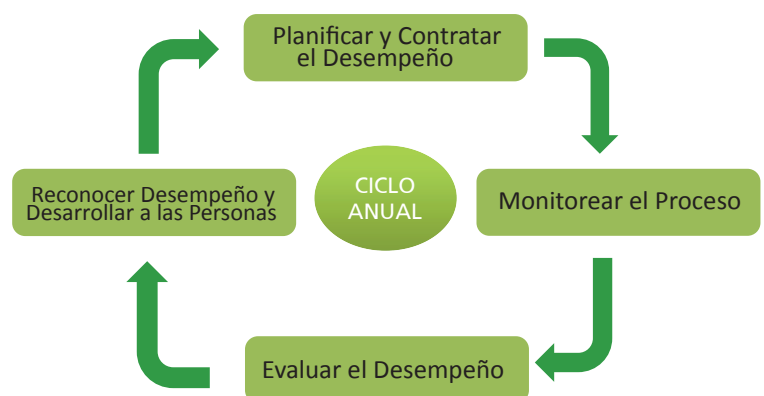 Planificar y Contratar
el Desempeño
Reconocer Desempeño y
Desarrollar a las Personas
CICLO
ANUAL
Monitorear el Proceso
Evaluar el Desempeño